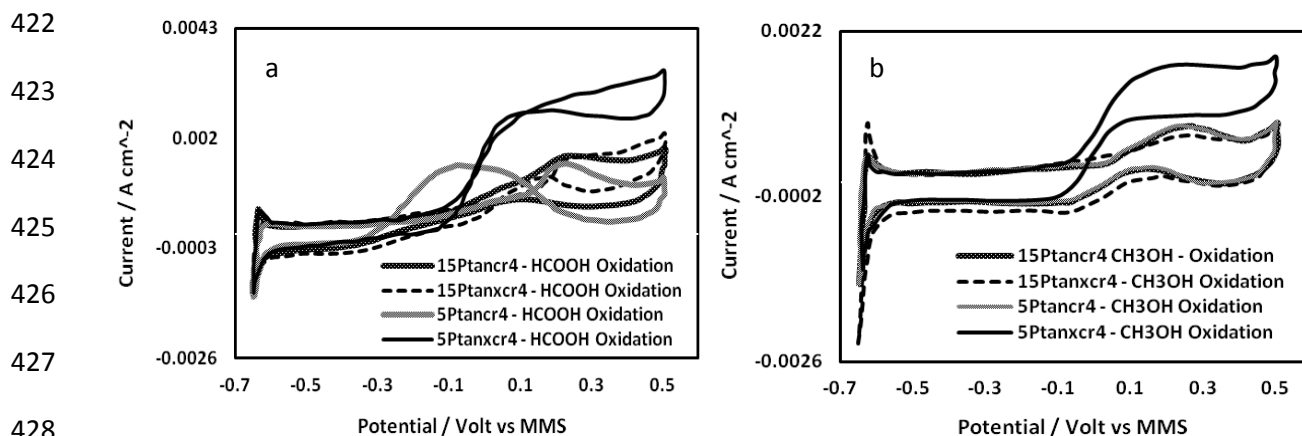 422
423
424
425
426
427
428
a
0.0043
0.002
-0.0003
-0.0026
Current / A cm^-2
15Ptancr4 - HCOOH Oxidation
15Ptanxcr4 - HCOOH Oxidation
5Ptancr4 - HCOOH Oxidation
5Ptanxcr4 - HCOOH Oxidation
-0.7 -0.5 -0.3 -0.1 0.1 0.3 0.5
Potential / Volt vs MMS
b
0.0022
-0.0002
-0.0026
Current / A cm^-2
15Ptancr4 CH3OH - Oxidation
15Ptanxcr4 - CH3OH Oxidation
5Ptancr4 - CH3OH Oxidation
5Ptanxcr4 - CH3OH Oxidation
-0.7 -0.5 -0.3 -0.1 0.1 0.3 0.5
Potential / Volt vs MMS